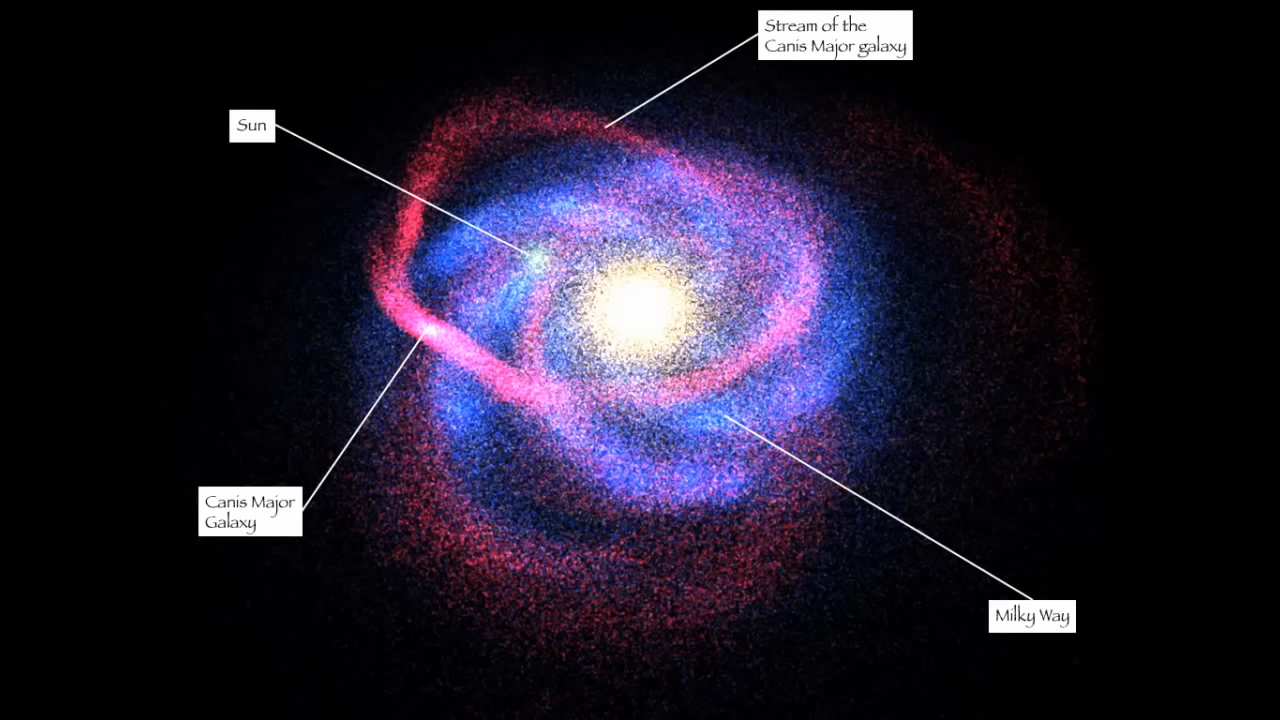 Stream of the
Canis Major galaxy
Sun
Canis Major
Galaxy
Milky Way